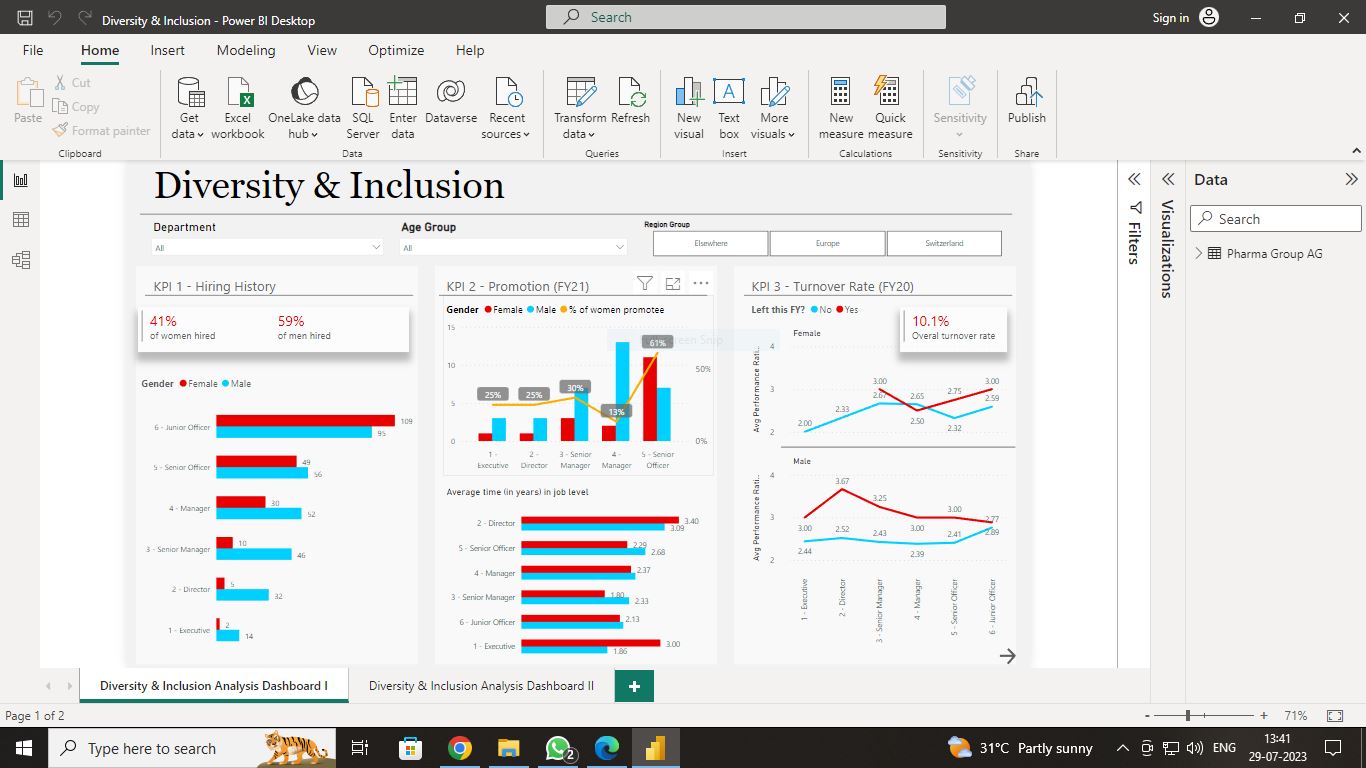 Diversity & Inclusion - Power BI Desktop
Search
Sign in
File Home Insert Modeling View Optimize Help
Paste
Cut
Copy
Format painter
Get data
Excel workbook
OneLake data hub
SQL Server
Enter data
Dataverse
Recent sources
Transform data
Refresh
New visual
Text box
More visuals
New measure
Quick measure
Sensitivity
Publish
Clipboard Data Queries Insert Calculations Sensitivity Share
Diversity & Inclusion
Department
All
Age Group
All
Region Group
Elsewhere Europe Switzerland
KPI 1 - Hiring History
41%
of women hired
59%
of men hired
Gender Female Male
6 - Junior Officer 109 95
5 - Senior Officer 49 56
4 - Manager 30 52
3 - Senior Manager 10 46
2 - Director 5 32
1 - Executive 2 14
KPI 2 - Promotion (FY21)
Gender Female Male % of women promotee
15
10
5
0
50%
0%
25% 25% 30% 13% 61%
1 - Executive
2 - Director
3 - Senior Manager
4 - Manager
5 - Senior Officer
Average time (in years) in job level
2 - Director 3.40 3.09
5 - Senior Officer 2.29 2.68
4 - Manager 2.37
3 - Senior Manager 1.80 2.33
6 - Junior Officer 2.13
1 - Executive 3.00 1.86
KPI 3 - Turnover Rate (FY20)
Left this FY? No Yes
10.1%
Overal turnover rate
Female
Avg Performance Rati..
4
3
2
3.00 2.50 2.75 3.00
2.00 2.33 2.67 2.65 2.32 2.59
Male
Avg Performance Rati..
4
3
2
3.00 3.67 3.25 3.00 3.00 2.89
2.44 2.52 2.43 2.39 2.41 2.77
1 - Executive
2 - Director
3 - Senior Manager
4 - Manager
5 - Senior Officer
6 - Junior Officer
Filters
Visualizations
Data
Search
Pharma Group AG
Diversity & Inclusion Analysis Dashboard I
Diversity & Inclusion Analysis Dashboard II
+
Page 1 of 2
- + 71%
Type here to search
2
31°C Partly sunny
ENG
13:41
29-07-2023